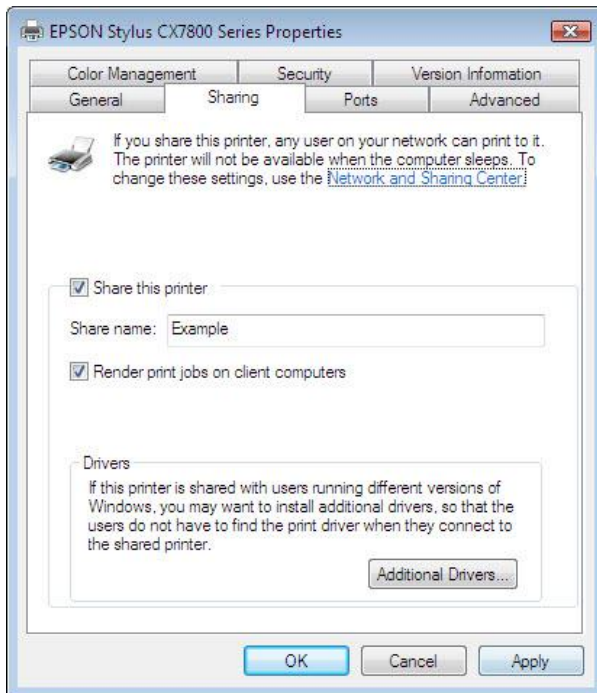 EPSON Stylus CX7800 Series Properties
Color Management Security Version Information
General Sharing Ports Advanced
If you share this printer, any user on your network can print to it.
The printer will not be available when the computer sleeps. To
change these settings, use the Network and Sharing Center.
Share this printer
Share name: Example
Render print jobs on client computers
Drivers
If this printer is shared with users running different versions of
Windows, you may want to install additional drivers, so that the
users do not have to find the print driver when they connect to
the shared printer.
Additional Drivers...
OK Cancel Apply